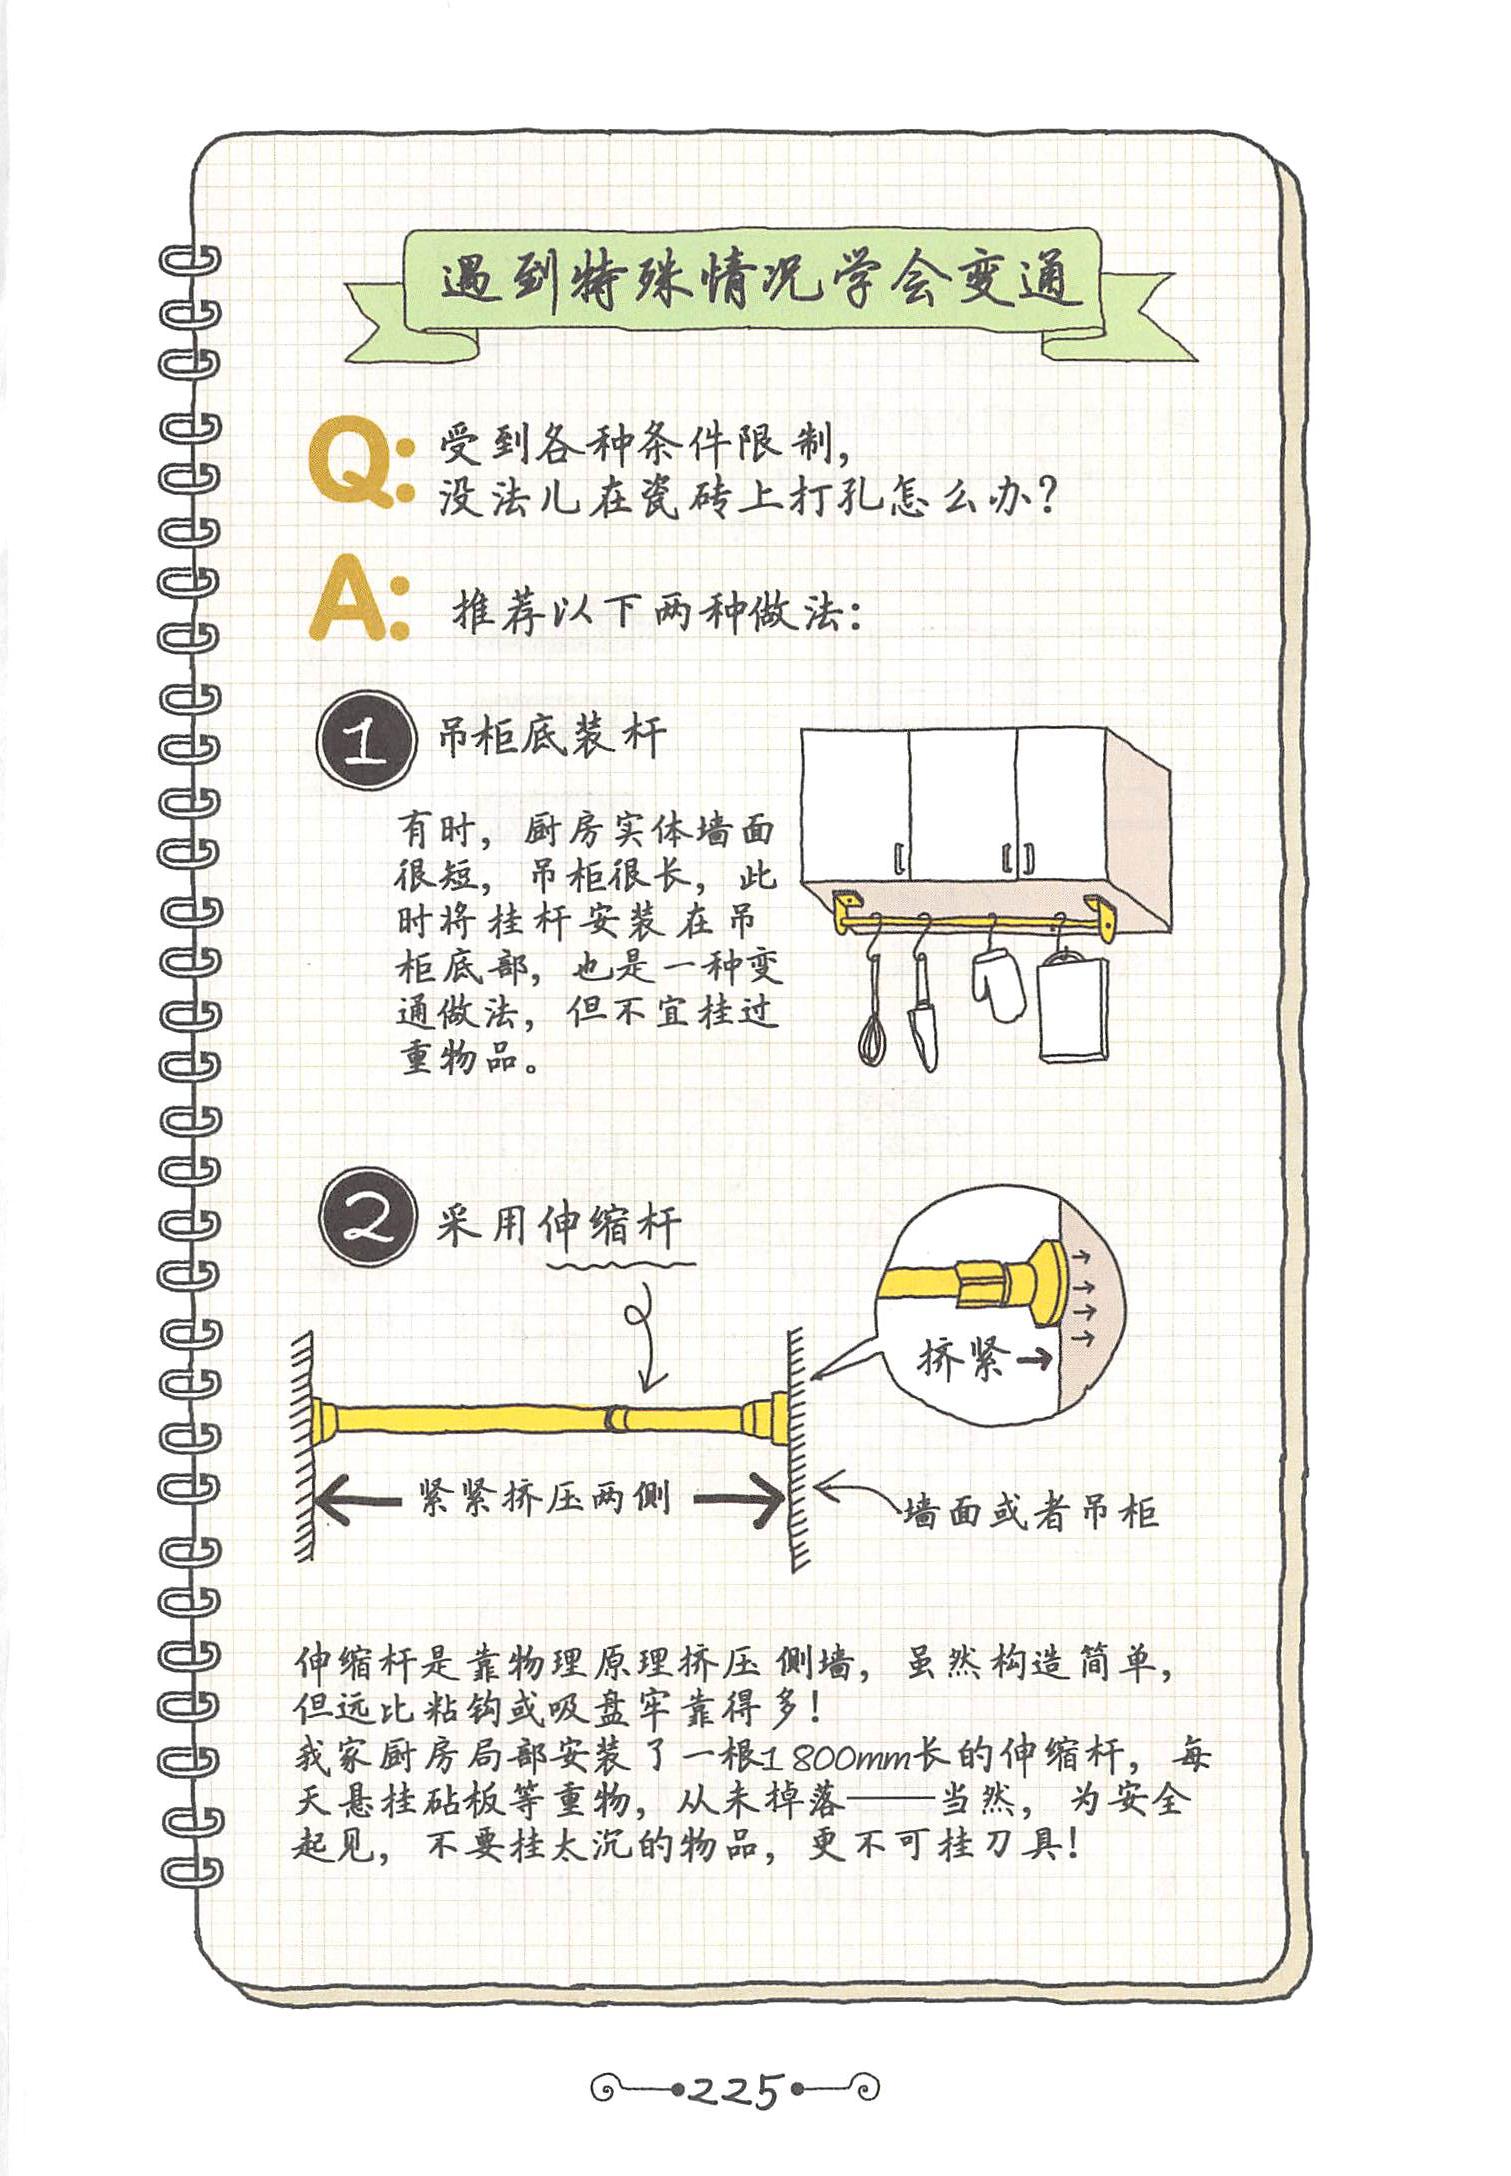 遇到特殊情况学会变通
Q: 受到各种条件限制,
没法儿在瓷砖上打孔怎么办?
A: 推荐以下两种做法:
1 吊柜底装杆
有时, 厨房实体墙面
很短, 吊柜很长, 此
时将挂杆安装在吊
柜底部, 也是一种变
通做法, 但不宜挂过
重物品。
2 采用伸缩杆
挤紧→
紧紧挤压两侧
墙面或者吊柜
伸缩杆是靠物理原理挤压侧墙, 虽然构造简单,
但远比粘钩或吸盘牢靠得多!
我家厨房局部安装了一根1800mm长的伸缩杆, 每
天悬挂砧板等重物, 从未掉落——当然, 为安全
起见, 不要挂太沉的物品, 更不可挂刀具!
225